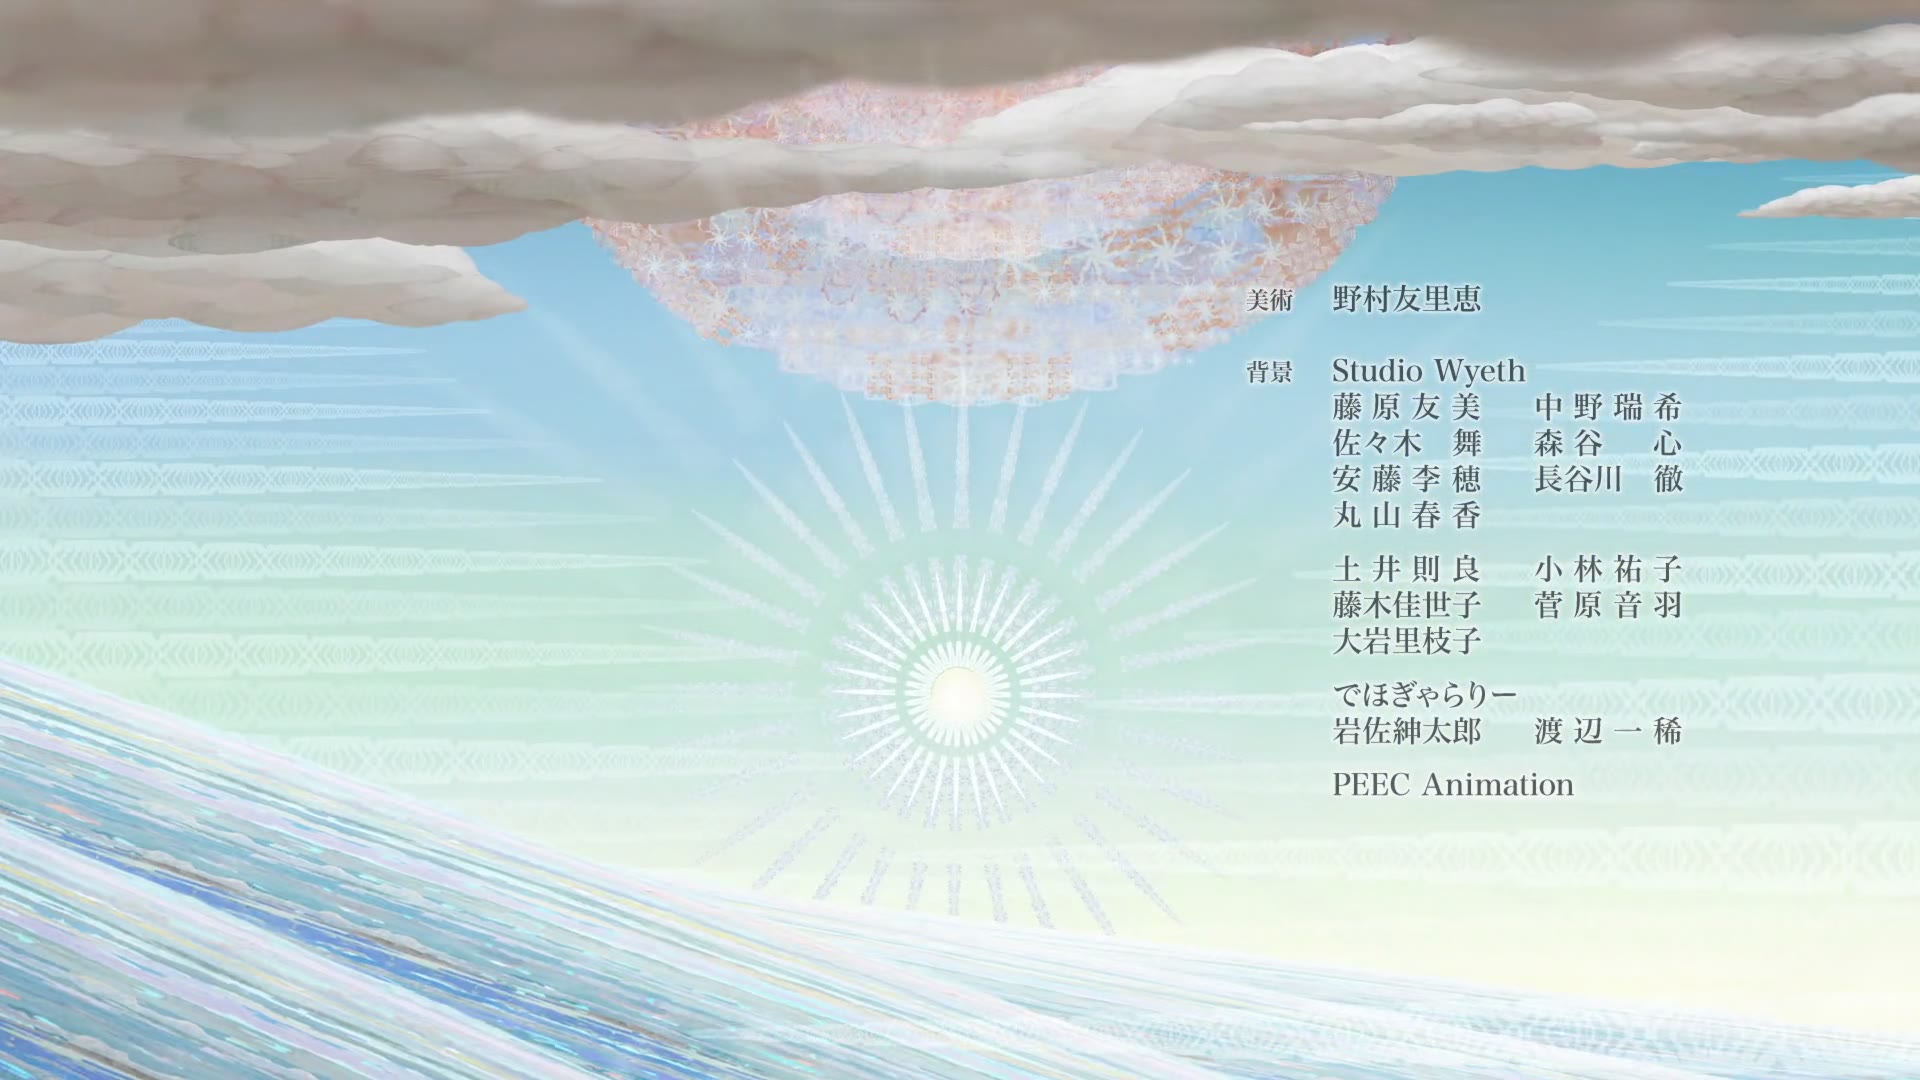 美術 野村友里恵
背景 Studio Wyeth
藤原友美 中野瑞希
佐々木 舞 森谷 心
安藤李穂 長谷川 徹
丸山春香
土井則良 小林祐子
藤木佳世子 菅原音羽
大岩里枝子
でほぎゃらりー
岩佐紳太郎 渡辺一稀
PEEC Animation